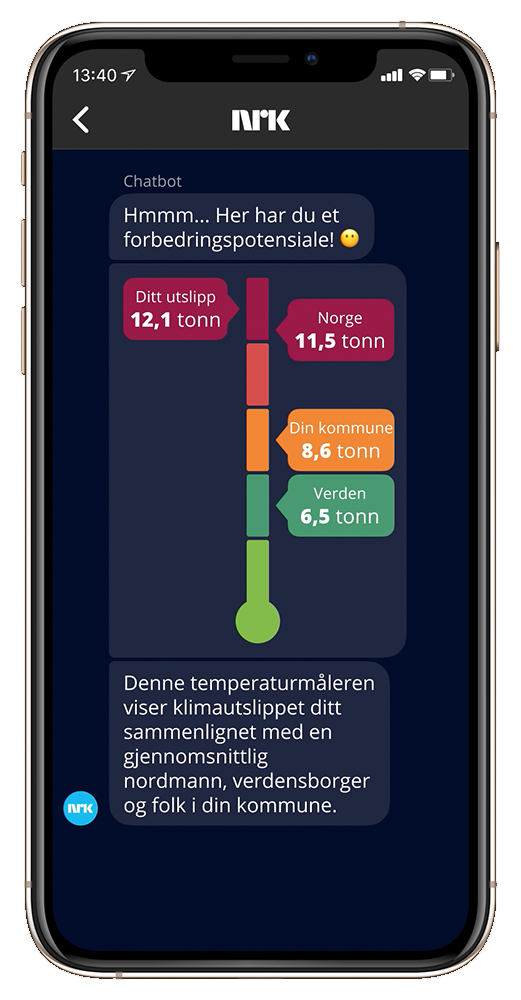 13:40
NRK
Chatbot
Hmmm... Her har du et
forbedringspotensiale! 😶
Ditt utslipp
12,1 tonn
Norge
11,5 tonn
Din kommune
8,6 tonn
Verden
6,5 tonn
Denne temperaturmåleren
viser klimautslippet ditt
sammenlignet med en
gjennomsnittlig
nordmann, verdensborger
og folk i din kommune.
NRK